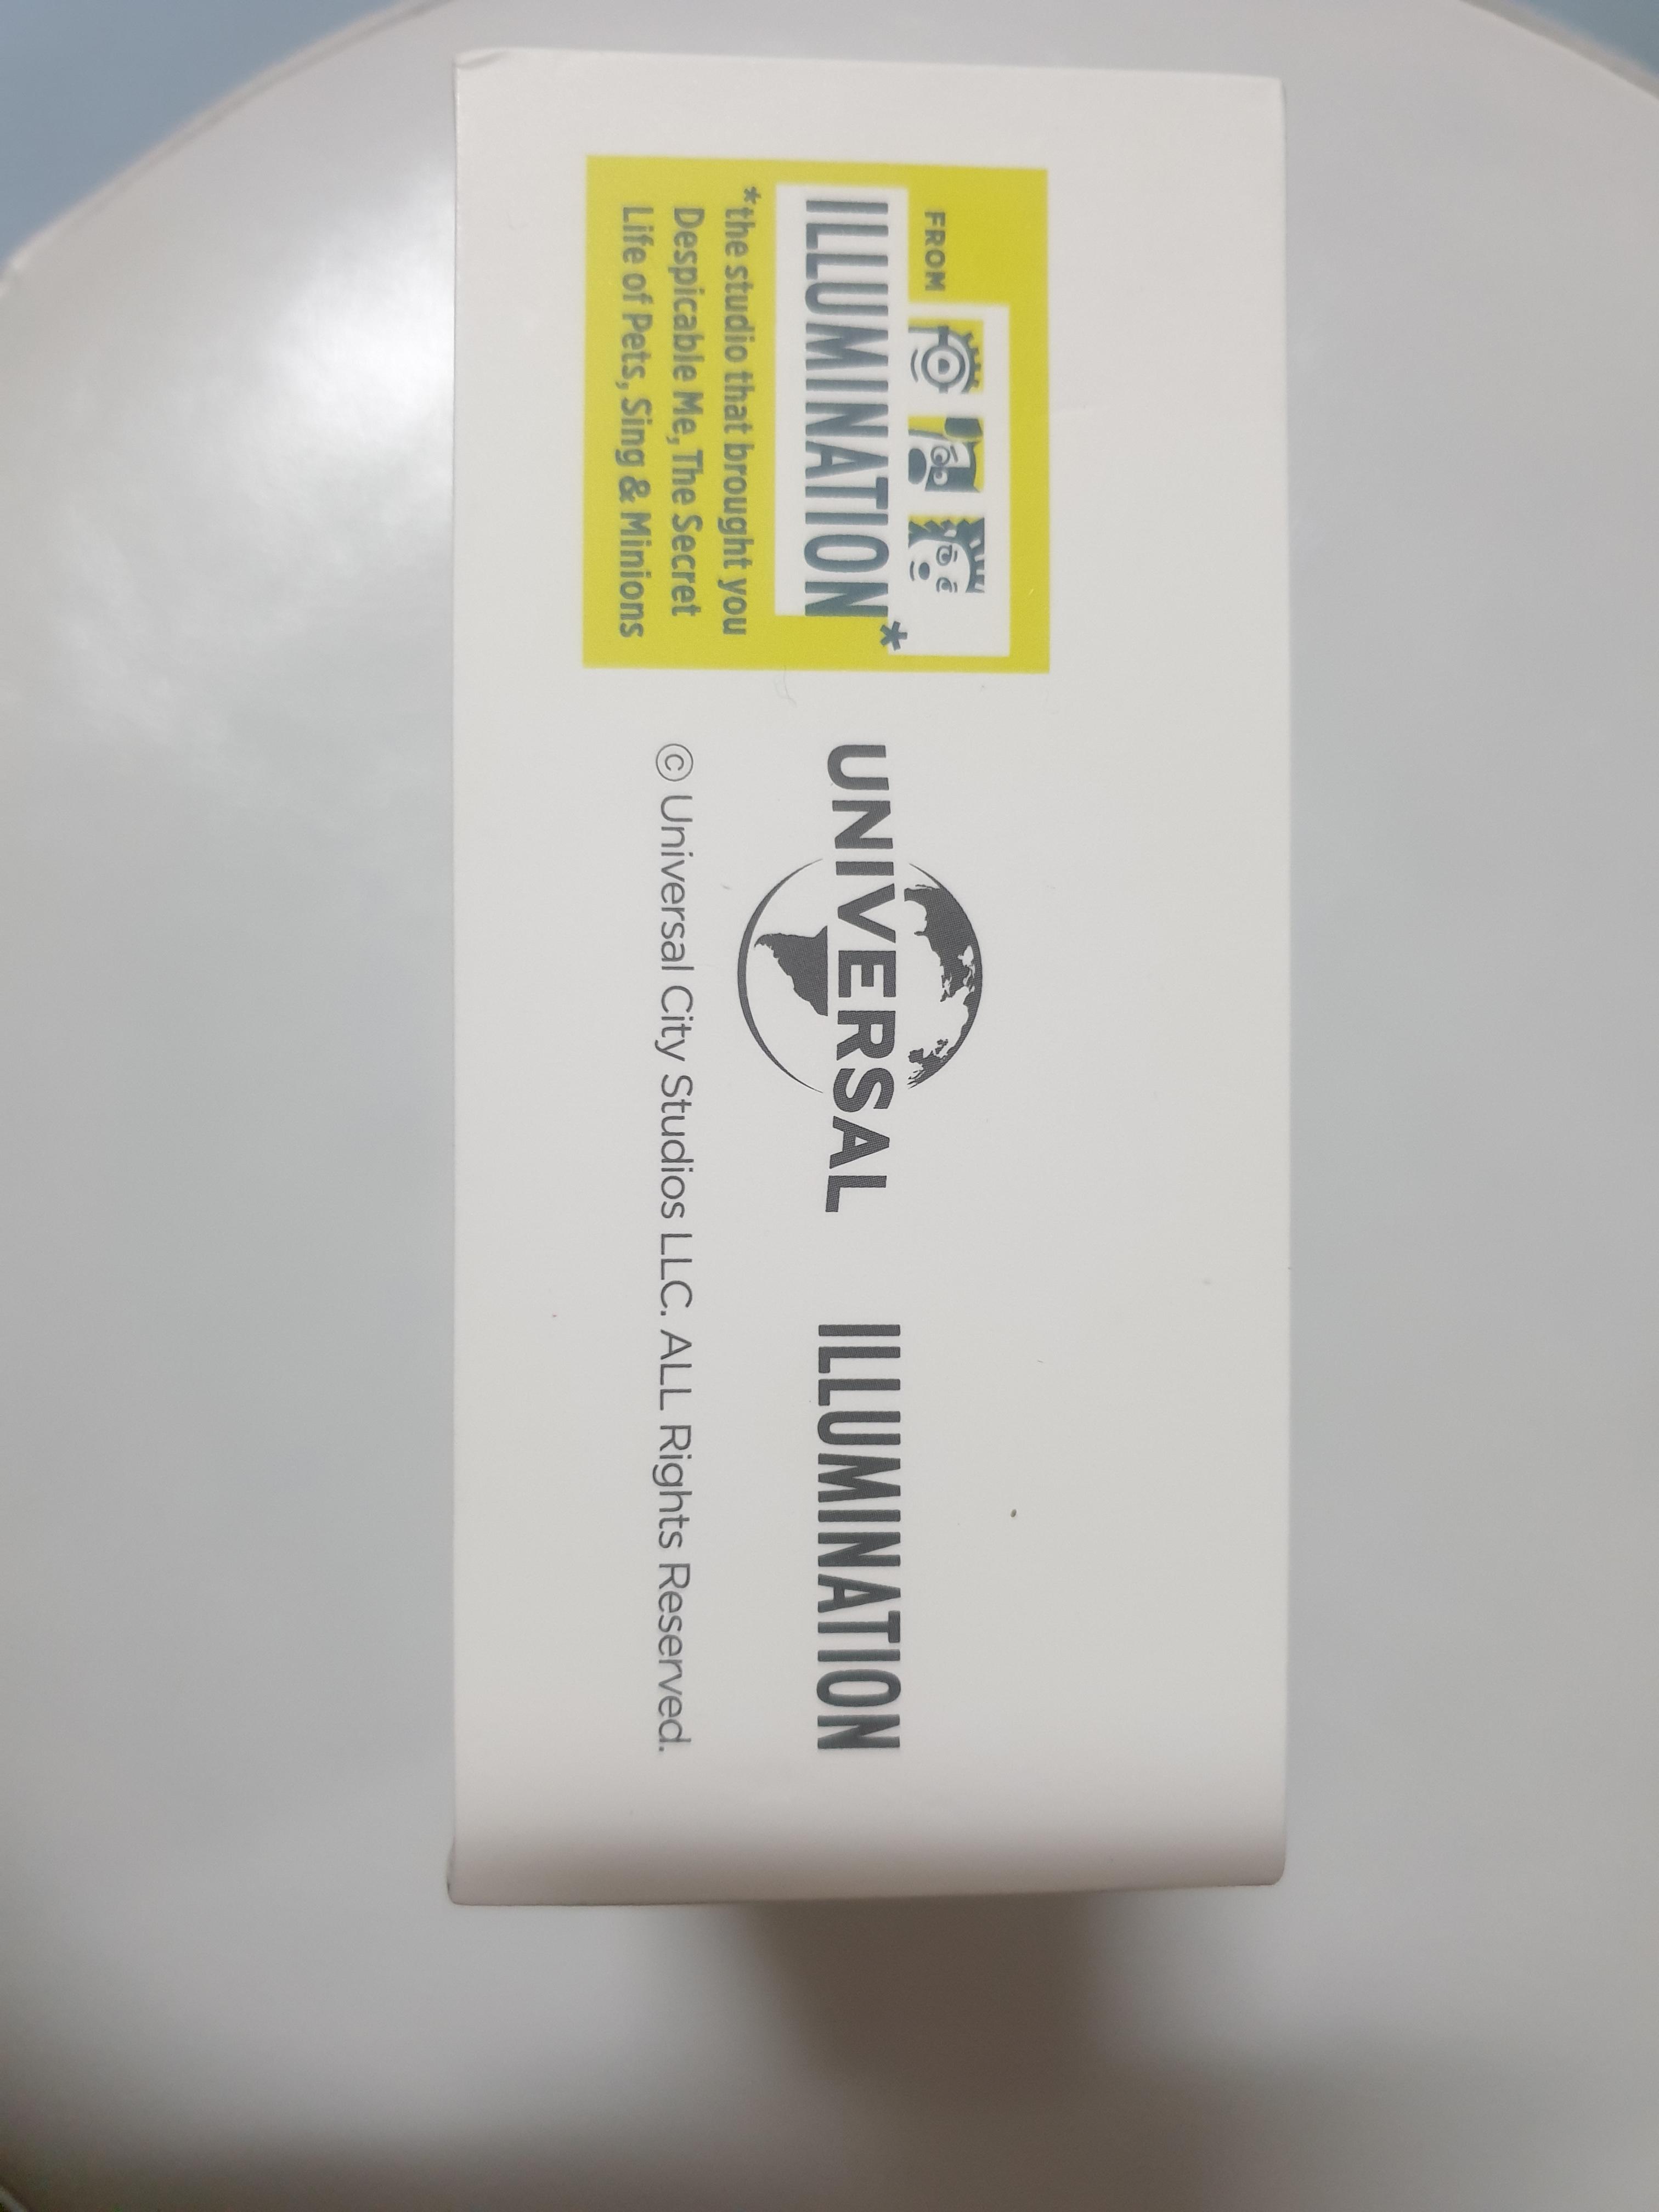 FROM
ILLUMINATION*
*the studio that brought you
Despicable Me, The Secret
Life of Pets, Sing & Minions
UNIVERSAL
ILLUMINATION
© Universal City Studios LLC. ALL Rights Reserved.